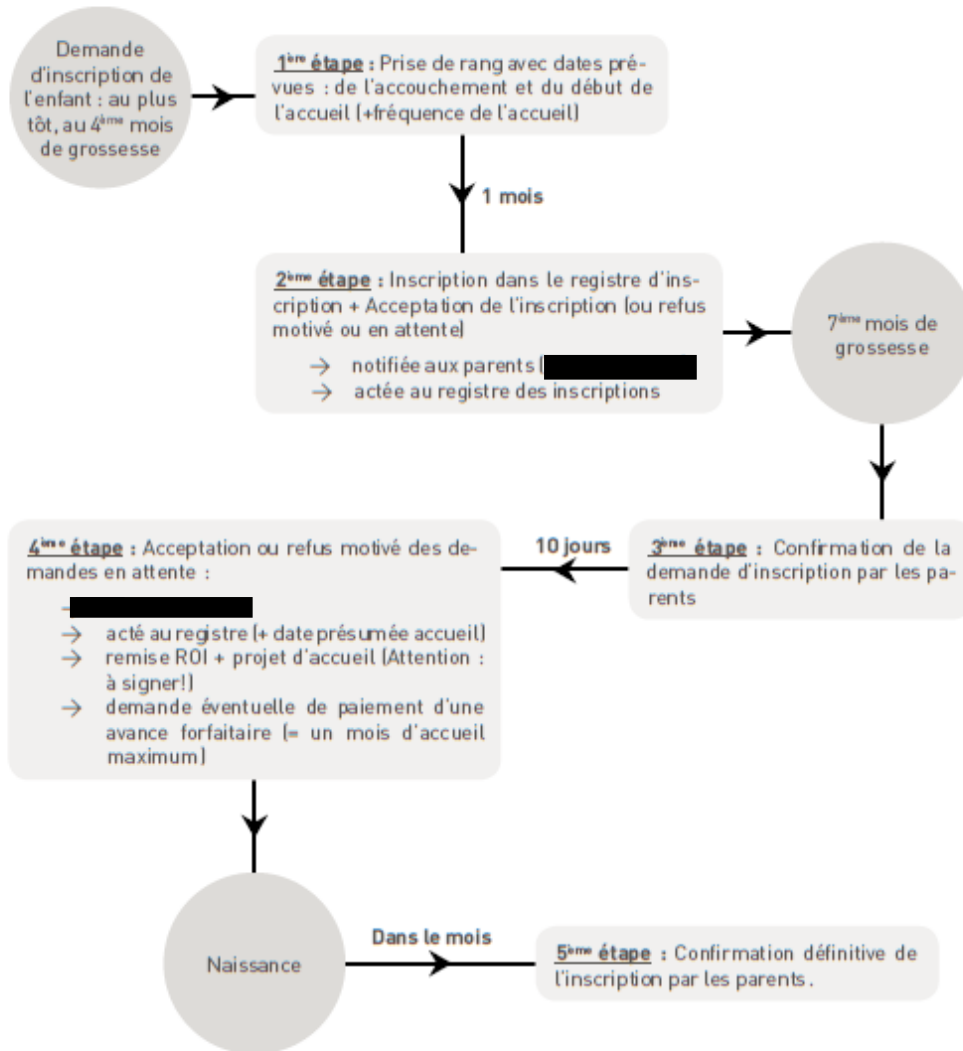 Demande
d'inscription de
l'enfant : au plus
tôt, au 4ème mois
de grossesse
1ère étape : Prise de rang avec dates pré-
vues : de l'accouchement et du début de
l'accueil (+fréquence de l'accueil)
1 mois
2ème étape : Inscription dans le registre d'ins-
cription + Acceptation de l'inscription (ou refus
motivé ou en attente)
→ notifiée aux parents (
→ actée au registre des inscriptions
7ème mois de
grossesse
3ème étape : Confirmation de la
demande d'inscription par les pa-
rents
10 jours
4ème étape : Acceptation ou refus motivé des de-
mandes en attente :
→ acté au registre (+ date présumée accueil)
→ remise ROI + projet d'accueil (Attention :
à signer!)
→ demande éventuelle de paiement d'une
avance forfaitaire (= un mois d'accueil
maximum)
Naissance
Dans le mois
5ème étape : Confirmation définitive de
l'inscription par les parents.